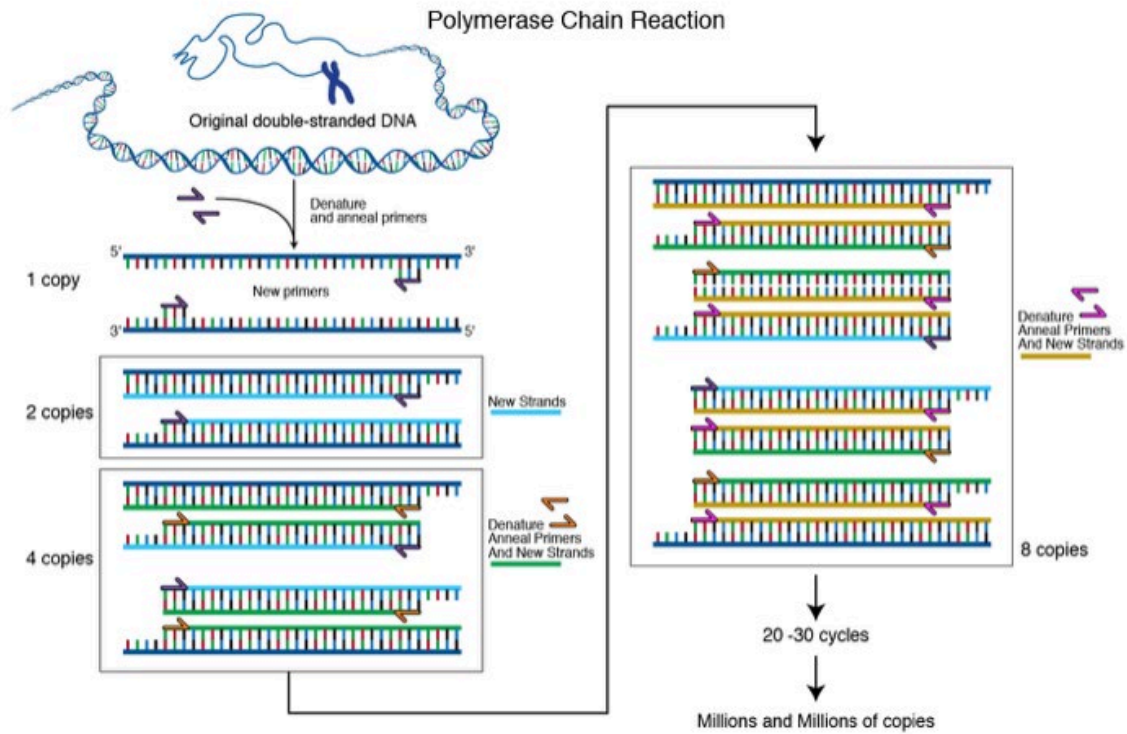 Polymerase Chain Reaction
Original double-stranded DNA
Denature
and anneal primers
5'
3'
1 copy
New primers
3'
5'
2 copies
New Strands
4 copies
Denature
Anneal Primers
And New Strands
Denature
Anneal Primers
And New Strands
8 copies
20 -30 cycles
Millions and Millions of copies